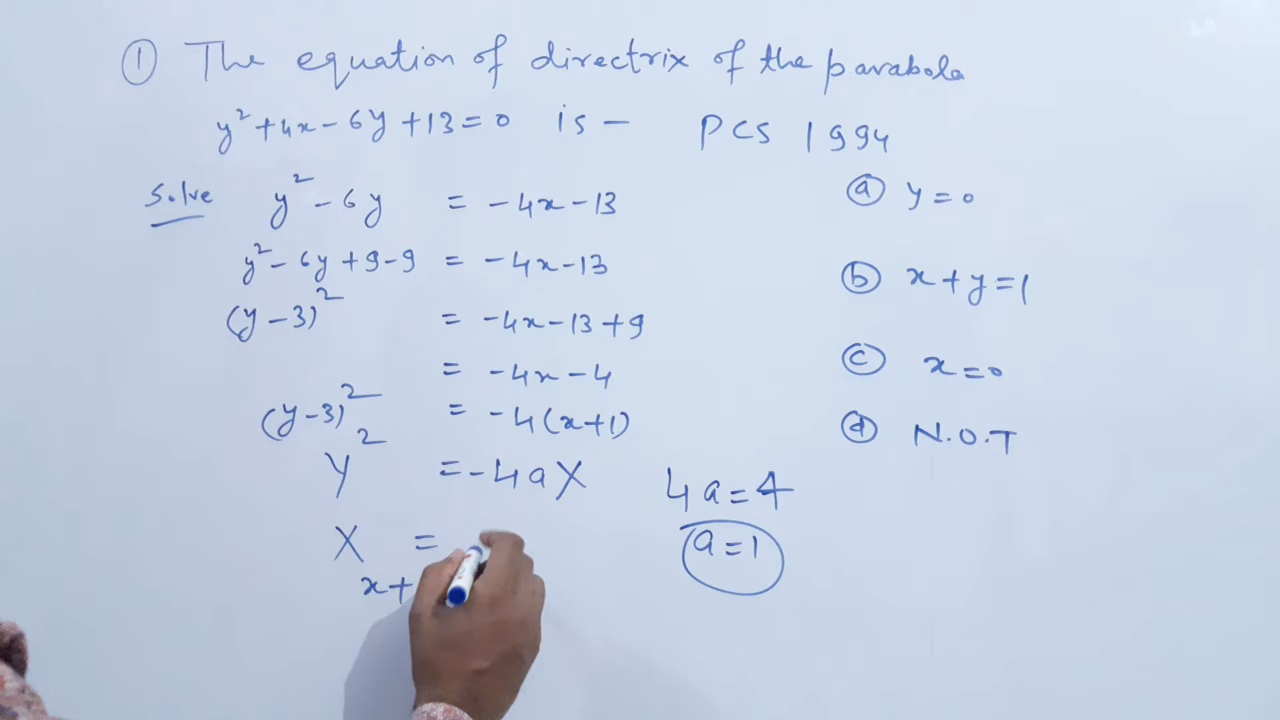 ① The equation of directrix of the parabola
y²+4x-6y+13=0 is — PCS 1994
Solve y²-6y = -4x-13
y²-6y+9-9 = -4x-13
(y-3)² = -4x-13+9
= -4x-4
(y-3)² = -4(x+1)
Y² = -4aX
X =
x+
4a=4
a=1
ⓐ y=0
ⓑ x+y=1
ⓒ x=0
ⓓ N.O.T